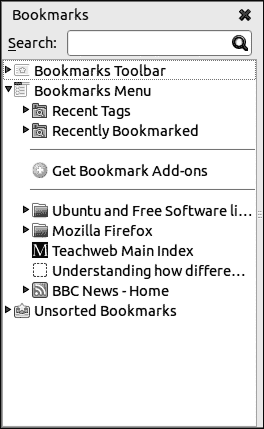 Bookmarks
Search:
Bookmarks Toolbar
Bookmarks Menu
Recent Tags
Recently Bookmarked
Get Bookmark Add-ons
Ubuntu and Free Software li...
Mozilla Firefox
M Teachweb Main Index
Understanding how differe...
BBC News - Home
Unsorted Bookmarks